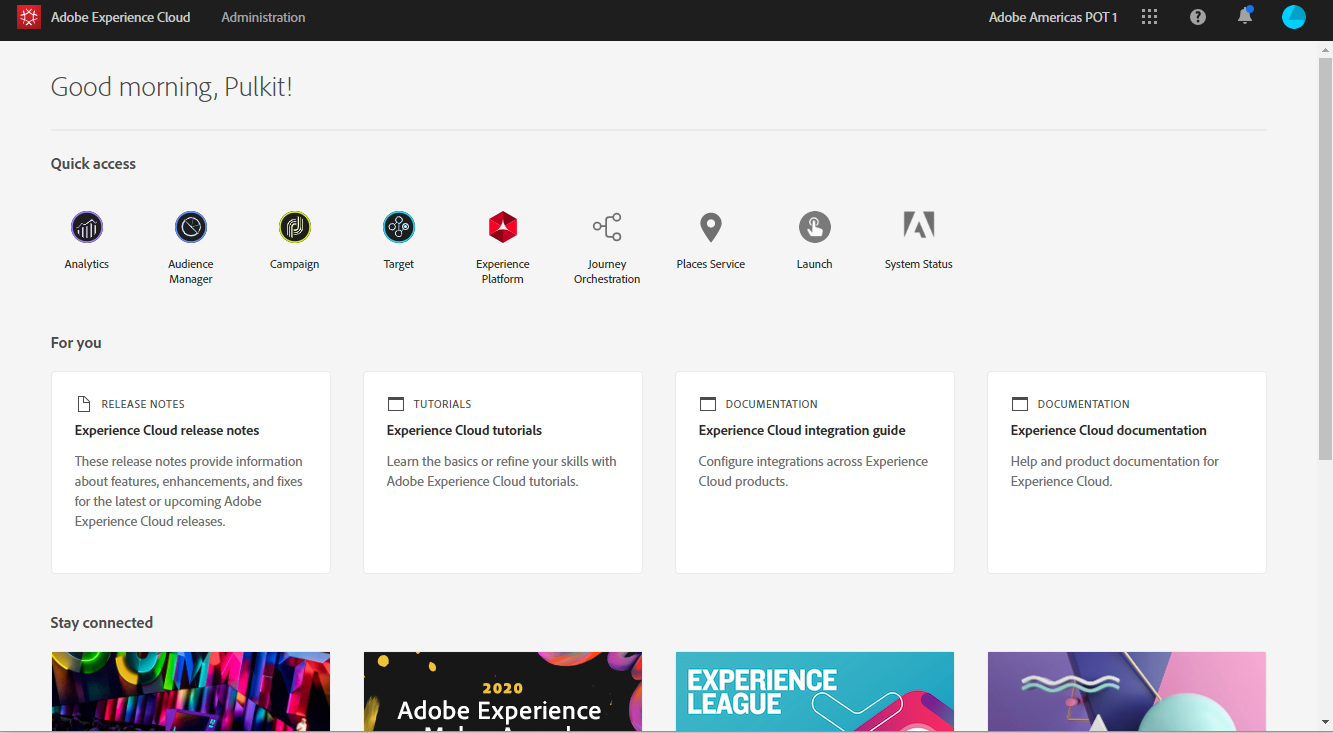 Adobe Experience Cloud Administration Adobe Americas POT 1
Good morning, Pulkit!
Quick access
Analytics
Audience
Manager
Campaign
Target
Experience
Platform
Journey
Orchestration
Places Service
Launch
System Status
For you
RELEASE NOTES
Experience Cloud release notes
These release notes provide information
about features, enhancements, and fixes
for the latest or upcoming Adobe
Experience Cloud releases.
TUTORIALS
Experience Cloud tutorials
Learn the basics or refine your skills with
Adobe Experience Cloud tutorials.
DOCUMENTATION
Experience Cloud integration guide
Configure integrations across Experience
Cloud products.
DOCUMENTATION
Experience Cloud documentation
Help and product documentation for
Experience Cloud.
Stay connected
2020
Adobe Experience
EXPERIENCE
LEAGUE